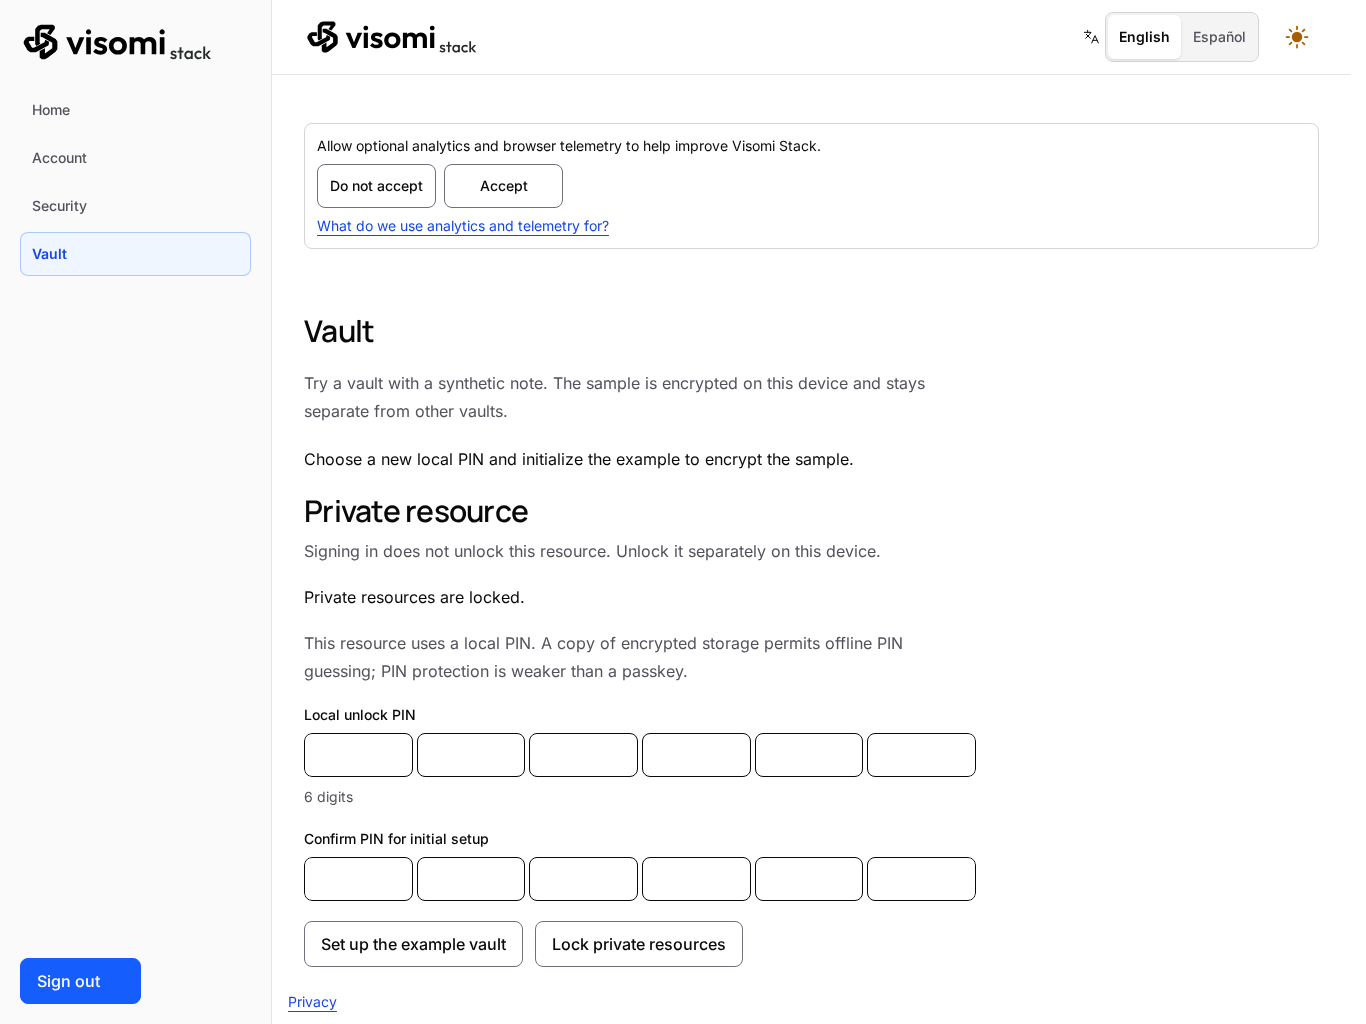 visomi stack
Home
Account
Security
Vault
Sign out
visomi stack
English
Español
Allow optional analytics and browser telemetry to help improve Visomi Stack.
Do not accept
Accept
What do we use analytics and telemetry for?
Vault
Try a vault with a synthetic note. The sample is encrypted on this device and stays
separate from other vaults.
Choose a new local PIN and initialize the example to encrypt the sample.
Private resource
Signing in does not unlock this resource. Unlock it separately on this device.
Private resources are locked.
This resource uses a local PIN. A copy of encrypted storage permits offline PIN
guessing; PIN protection is weaker than a passkey.
Local unlock PIN
6 digits
Confirm PIN for initial setup
Set up the example vault
Lock private resources
Privacy